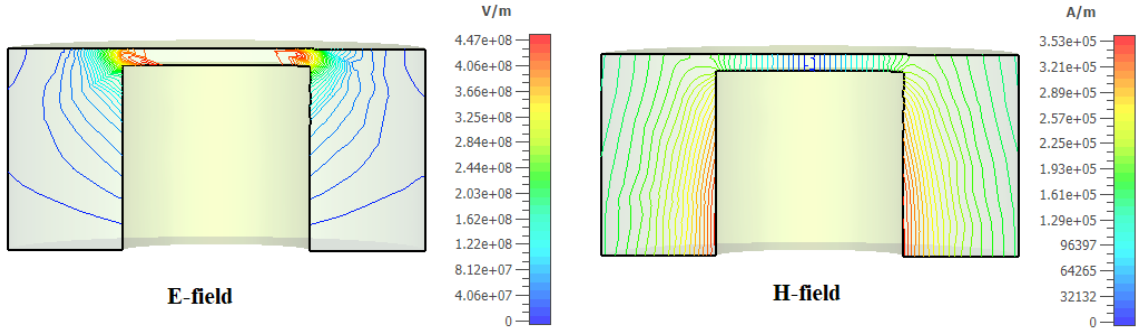 V/m
4.47e+08
4.06e+08
3.66e+08
3.25e+08
2.84e+08
2.44e+08
2.03e+08
1.62e+08
1.22e+08
8.12e+07
4.06e+07
0
E-field
A/m
3.53e+05
3.21e+05
2.89e+05
2.57e+05
2.25e+05
1.93e+05
1.61e+05
1.29e+05
96397
64265
32132
0
H-field